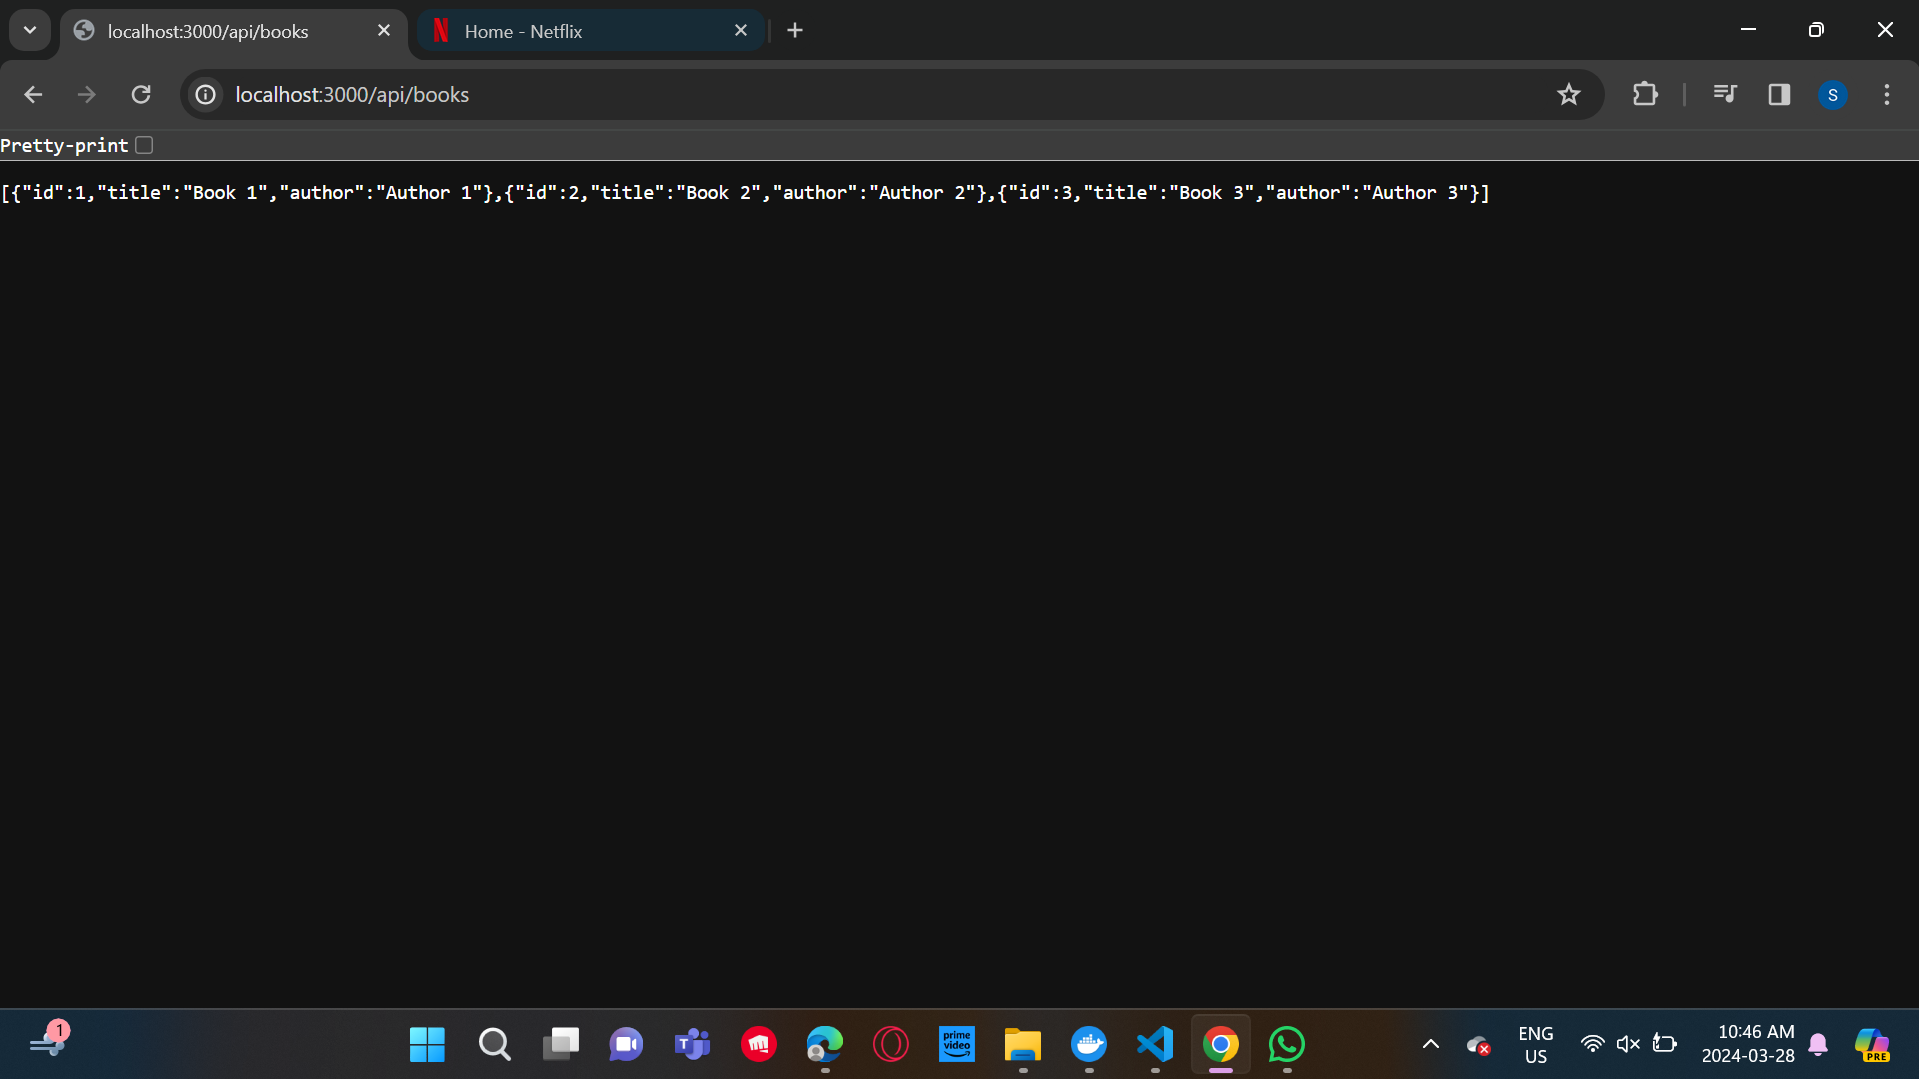 localhost:3000/api/books
Home - Netflix
localhost:3000/api/books
S
Pretty-print
[{"id":1,"title":"Book 1","author":"Author 1"},{"id":2,"title":"Book 2","author":"Author 2"},{"id":3,"title":"Book 3","author":"Author 3"}]
1
prime
video
ENG
US
10:46 AM
2024-03-28
PRE